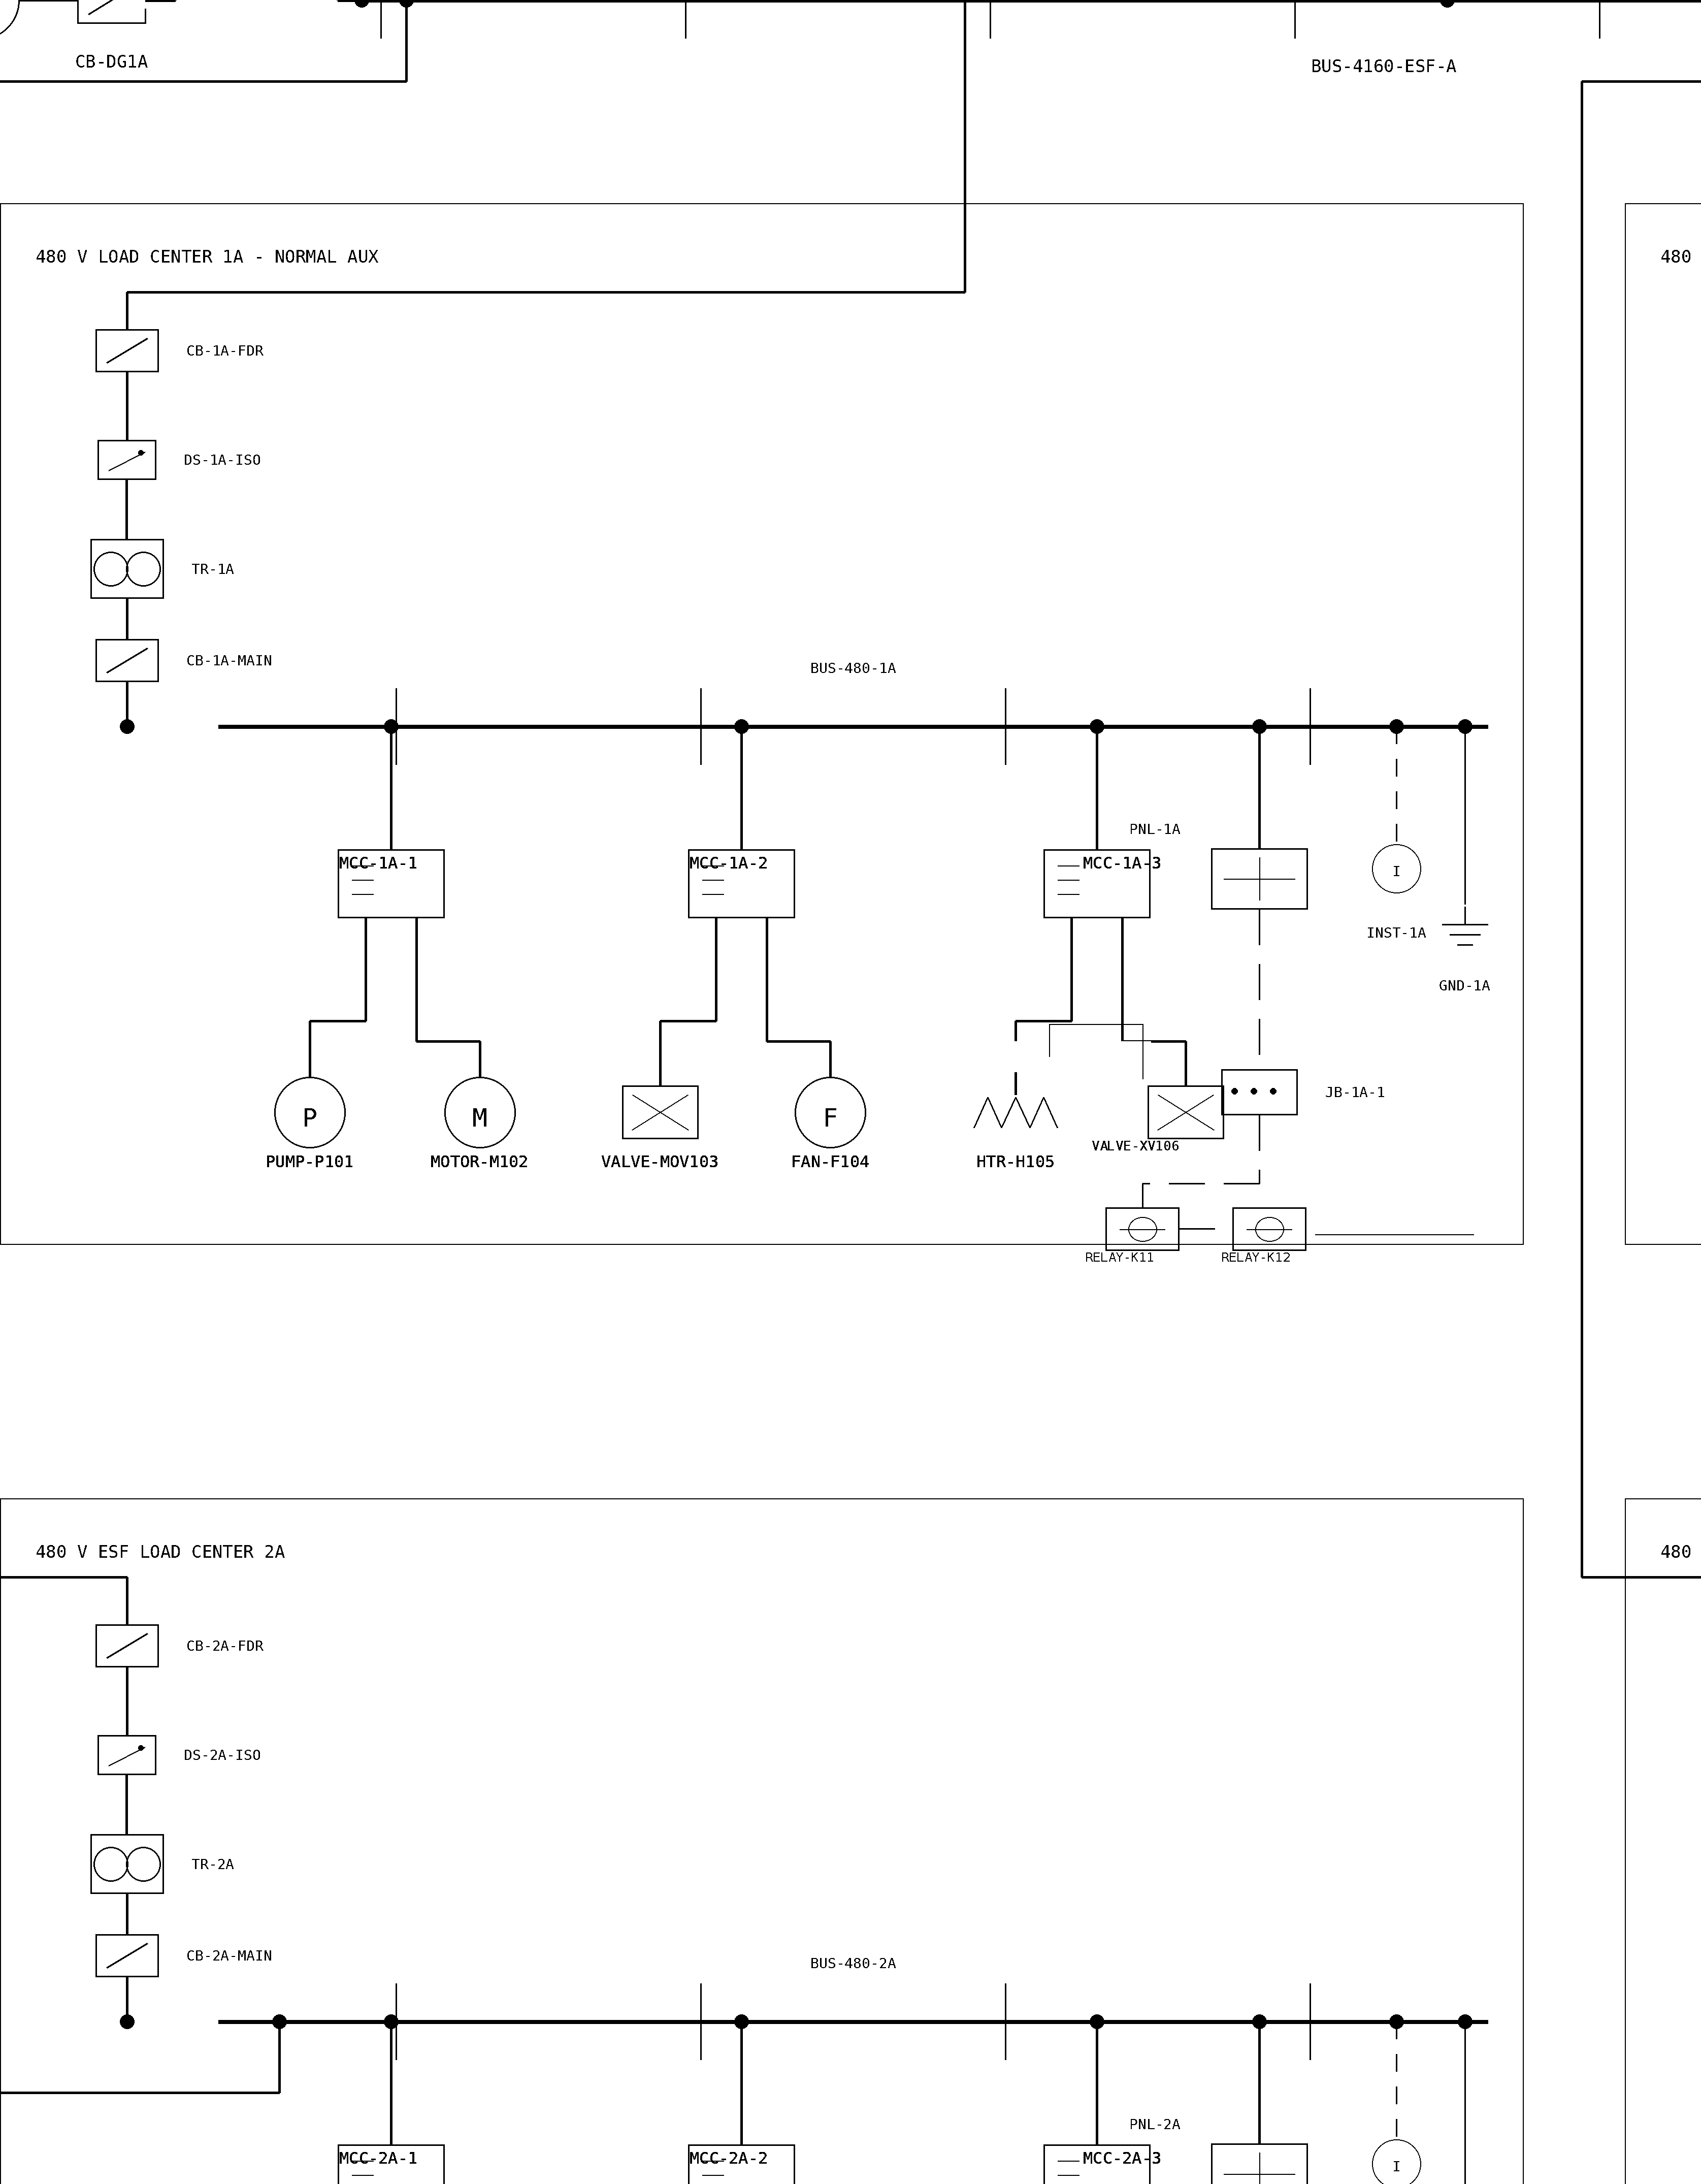 CB-DG1A
BUS-4160-ESF-A
480 V LOAD CENTER 1A - NORMAL AUX
480
CB-1A-FDR
DS-1A-ISO
TR-1A
CB-1A-MAIN
BUS-480-1A
PNL-1A
MCC-1A-1
MCC-1A-2
MCC-1A-3
I
INST-1A
GND-1A
JB-1A-1
P
M
F
VALVE-XV106
PUMP-P101
MOTOR-M102
VALVE-MOV103
FAN-F104
HTR-H105
RELAY-K11
RELAY-K12
480 V ESF LOAD CENTER 2A
480
CB-2A-FDR
DS-2A-ISO
TR-2A
CB-2A-MAIN
BUS-480-2A
PNL-2A
MCC-2A-1
MCC-2A-2
MCC-2A-3
I